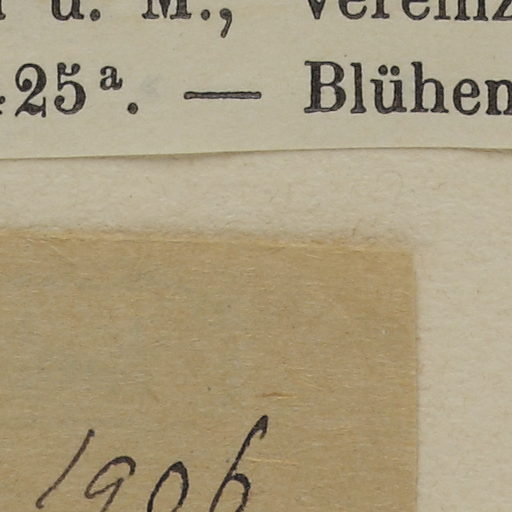 u. M., Vereinz
25ᵃ. — Blühen
1906